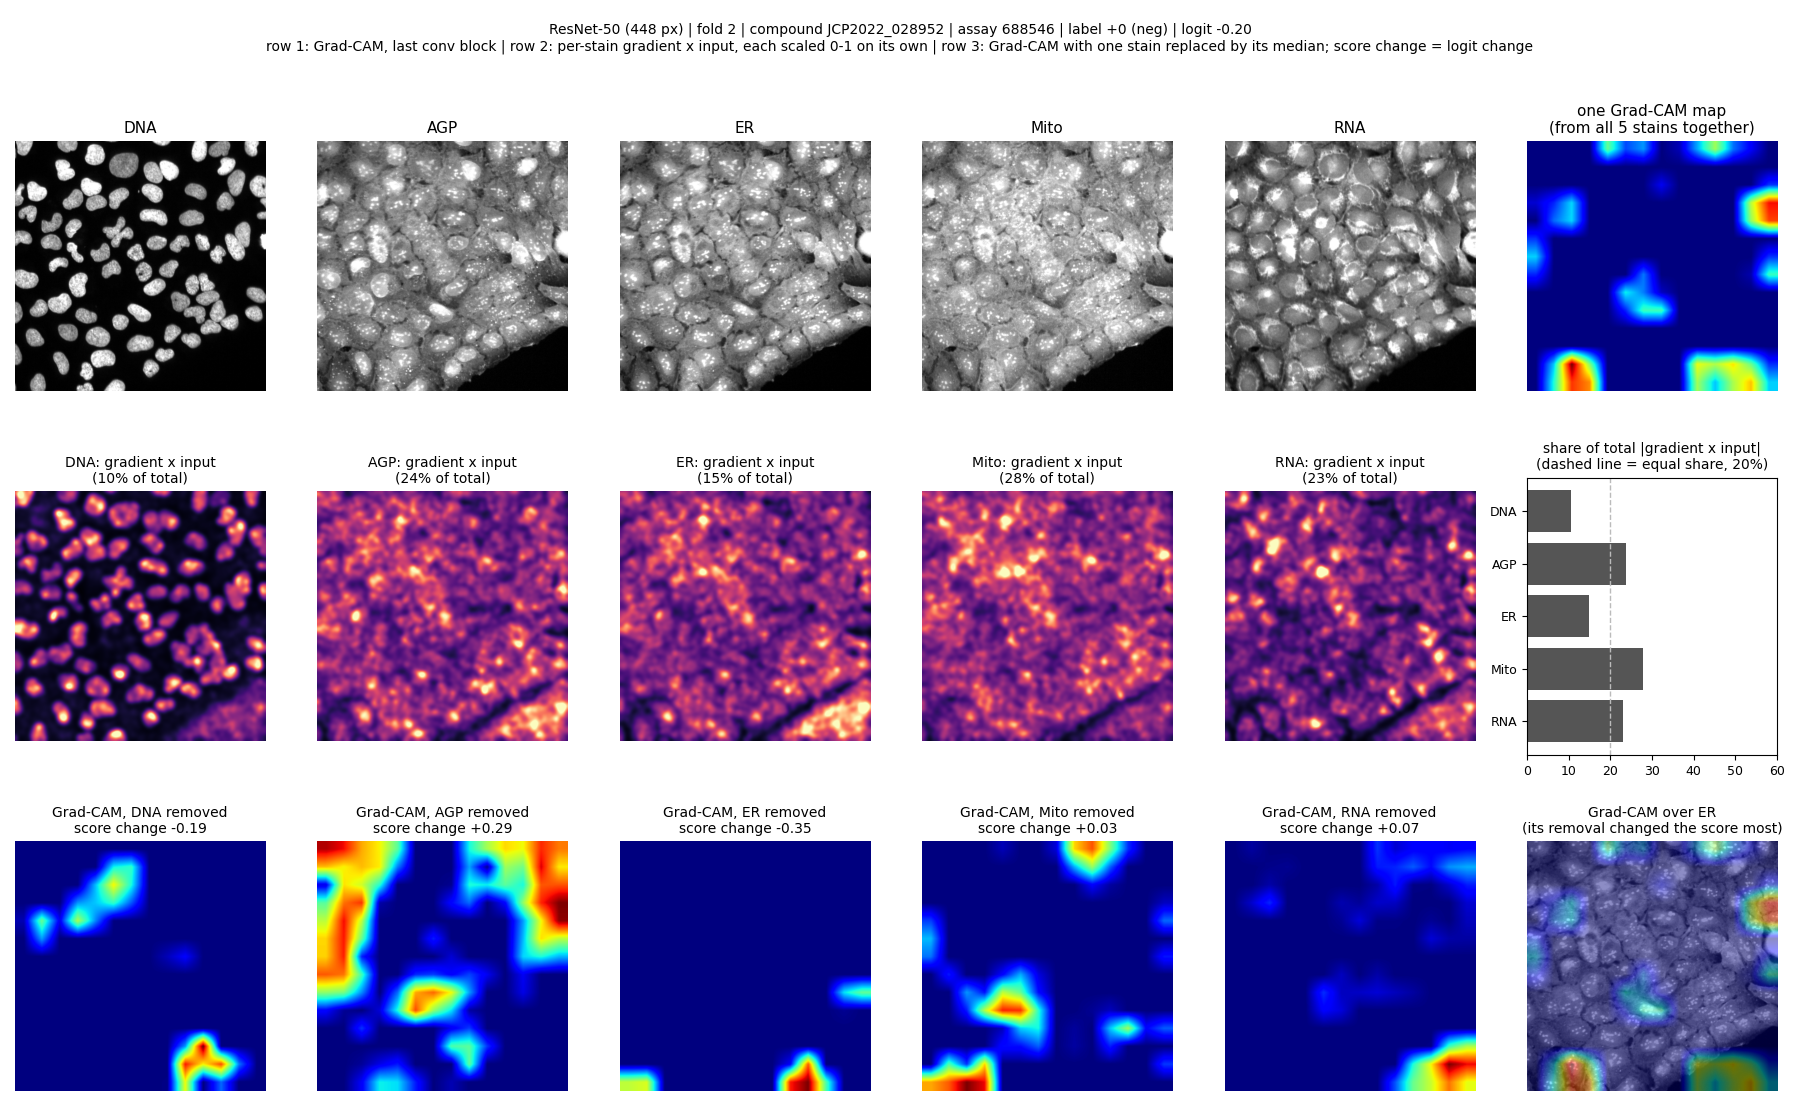 ResNet-50 (448 px) | fold 2 | compound JCP2022_028952 | assay 688546 | label +0 (neg) | logit -0.20
row 1: Grad-CAM, last conv block | row 2: per-stain gradient x input, each scaled 0-1 on its own | row 3: Grad-CAM with one stain replaced by its median; score change = logit change
DNA
AGP
ER
Mito
RNA
one Grad-CAM map
(from all 5 stains together)
DNA: gradient x input
(10% of total)
AGP: gradient x input
(24% of total)
ER: gradient x input
(15% of total)
Mito: gradient x input
(28% of total)
RNA: gradient x input
(23% of total)
share of total |gradient x input|
(dashed line = equal share, 20%)
DNA
AGP
ER
Mito
RNA
0 10 20 30 40 50 60
Grad-CAM, DNA removed
score change -0.19
Grad-CAM, AGP removed
score change +0.29
Grad-CAM, ER removed
score change -0.35
Grad-CAM, Mito removed
score change +0.03
Grad-CAM, RNA removed
score change +0.07
Grad-CAM over ER
(its removal changed the score most)